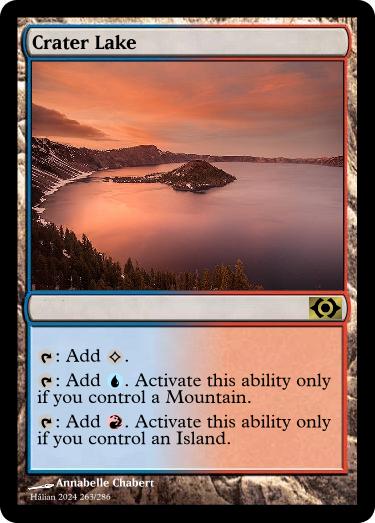 Crater Lake
: Add .
: Add . Activate this ability only
if you control a Mountain.
: Add . Activate this ability only
if you control an Island.
Annabelle Chabert
Hálian 2024 263/286